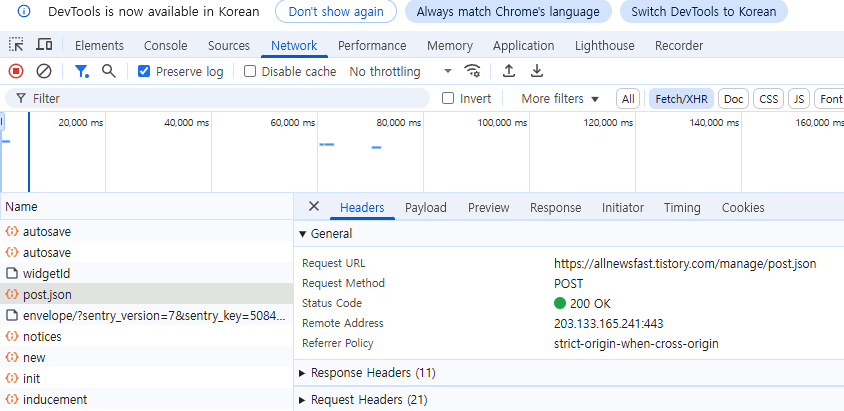 DevTools is now available in Korean Don't show again Always match Chrome's language Switch DevTools to Korean
Elements Console Sources Network Performance Memory Application Lighthouse Recorder
Preserve log Disable cache No throttling
Filter Invert More filters All Fetch/XHR Doc CSS JS Font
20,000 ms 40,000 ms 60,000 ms 80,000 ms 100,000 ms 120,000 ms 140,000 ms 160,000 ms
Name
autosave
autosave
widgetId
post.json
envelope/?sentry_version=7&sentry_key=5084...
notices
new
init
inducement
Headers Payload Preview Response Initiator Timing Cookies
General
Request URL https://allnewsfast.tistory.com/manage/post.json
Request Method POST
Status Code 200 OK
Remote Address 203.133.165.241:443
Referrer Policy strict-origin-when-cross-origin
Response Headers (11)
Request Headers (21)